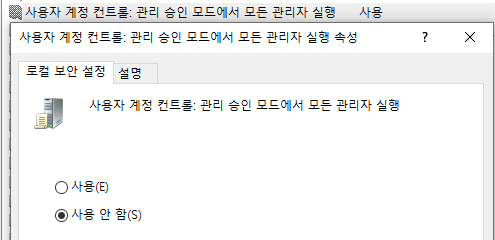 사용자 계정 컨트롤: 관리 승인 모드에서 모든 관리자 실행 사용
사용자 계정 컨트롤: 관리 승인 모드에서 모든 관리자 실행 속성 ?
로컬 보안 설정 설명
사용자 계정 컨트롤: 관리 승인 모드에서 모든 관리자 실행
사용(E)
사용 안 함(S)